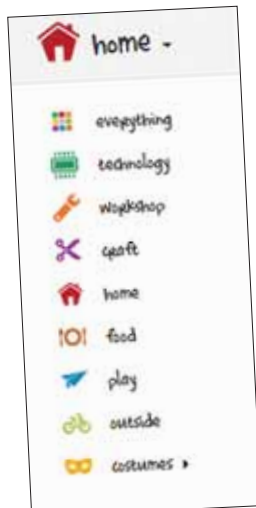 home
everything
technology
workshop
craft
home
food
play
outside
costumes